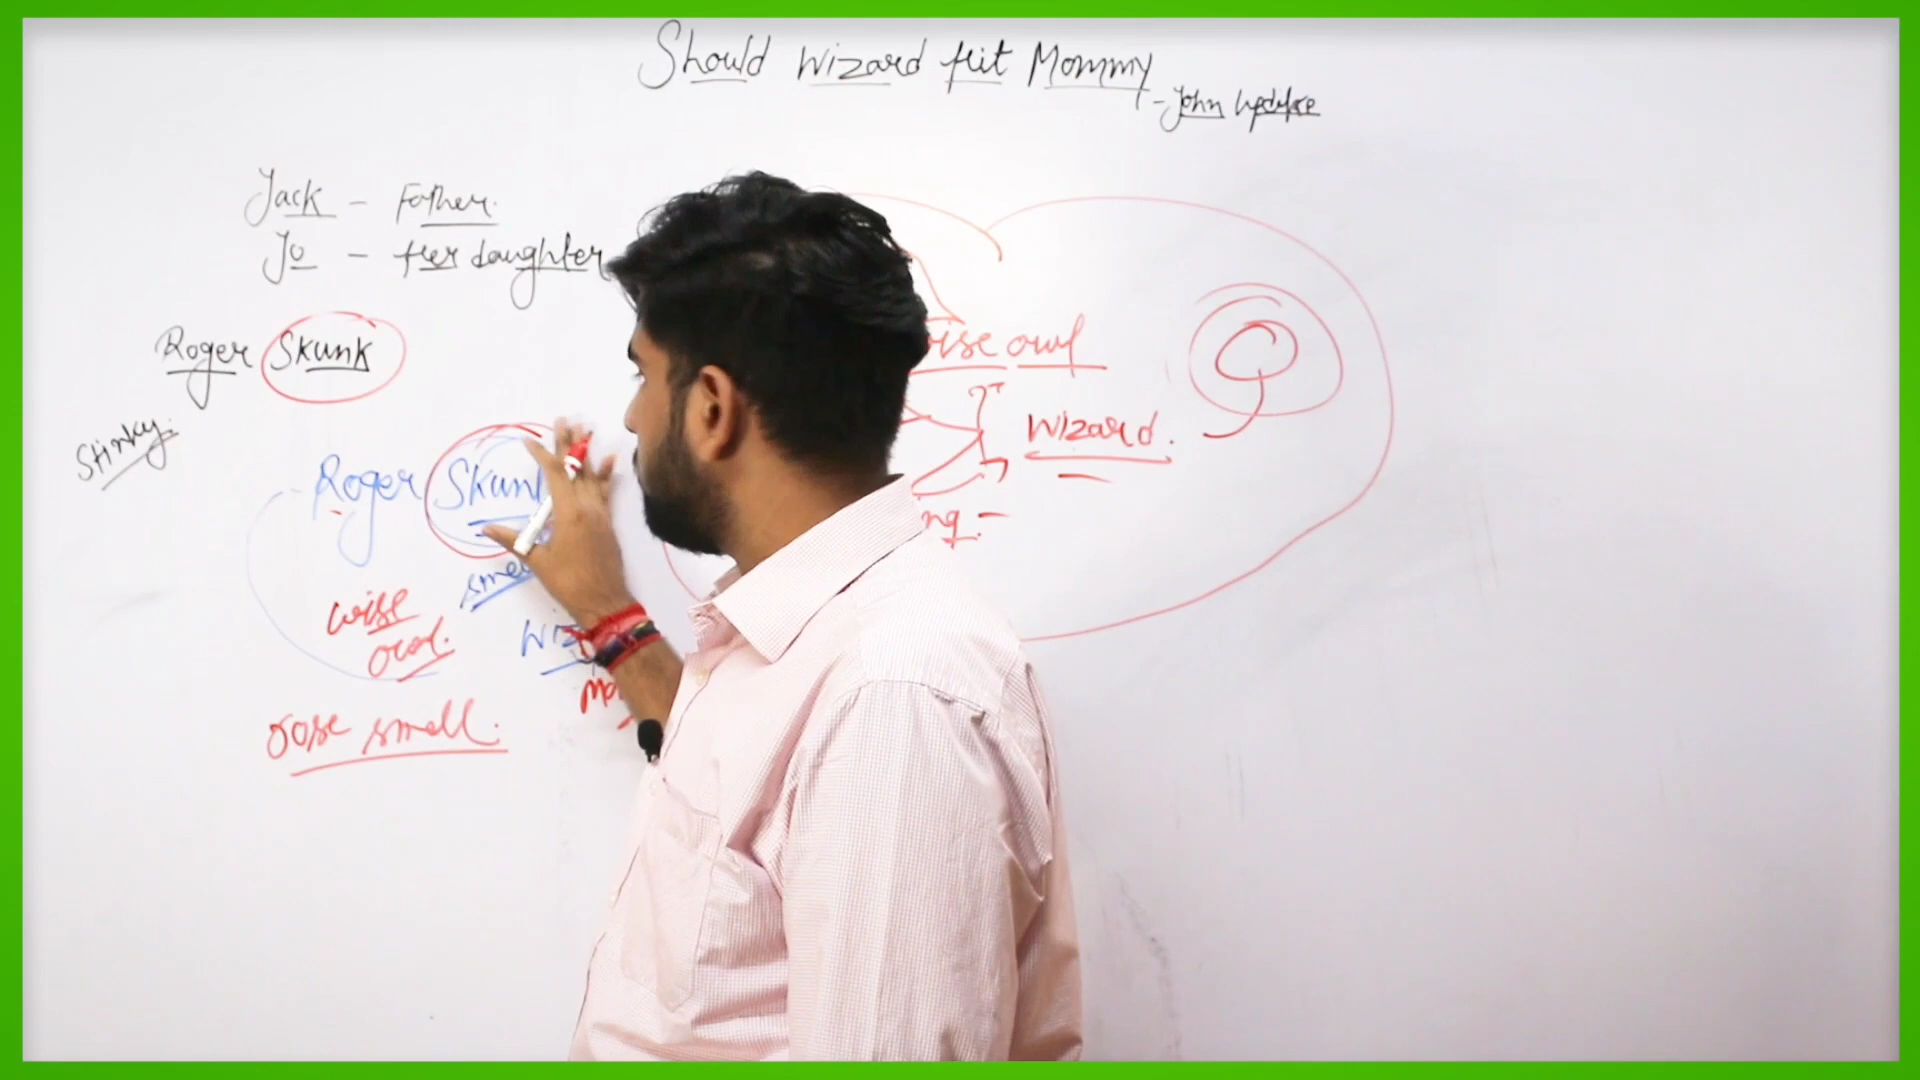 Should Wizard Hit Mommy
- John Updike
Jack - Father.
Jo - Her daughter
Roger Skunk
Stinky.
wise owl
Wizard.
Roger Skunk
wise
owl.
rose smell.